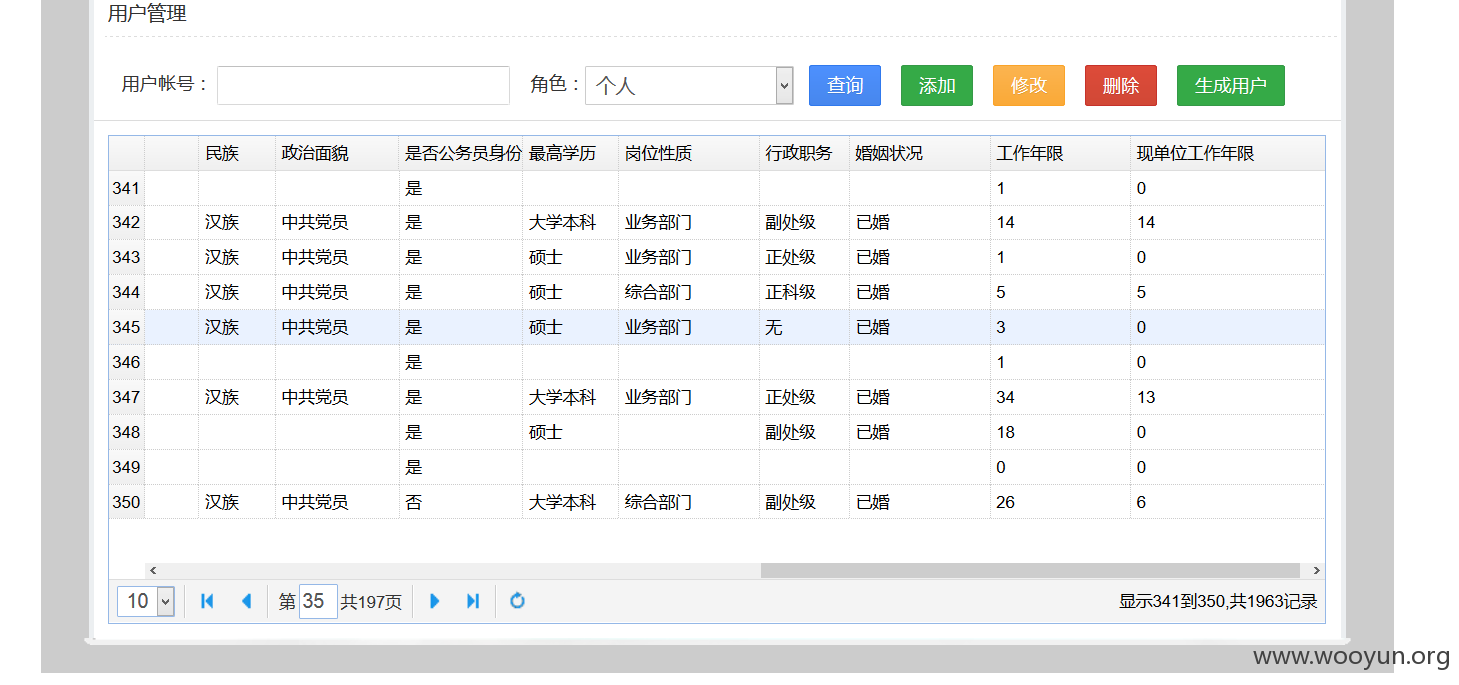 用户管理
用户帐号： 角色： 个人 查询 添加 修改 删除 生成用户
民族 政治面貌 是否公务员身份 最高学历 岗位性质 行政职务 婚姻状况 工作年限 现单位工作年限
341 是 1 0
342 汉族 中共党员 是 大学本科 业务部门 副处级 已婚 14 14
343 汉族 中共党员 是 硕士 业务部门 正处级 已婚 1 0
344 汉族 中共党员 是 硕士 综合部门 正科级 已婚 5 5
345 汉族 中共党员 是 硕士 业务部门 无 已婚 3 0
346 是 1 0
347 汉族 中共党员 是 大学本科 业务部门 正处级 已婚 34 13
348 是 硕士 副处级 已婚 18 0
349 是 0 0
350 汉族 中共党员 否 大学本科 综合部门 副处级 已婚 26 6
10 第 35 共197页 显示341到350,共1963记录
www.wooyun.org